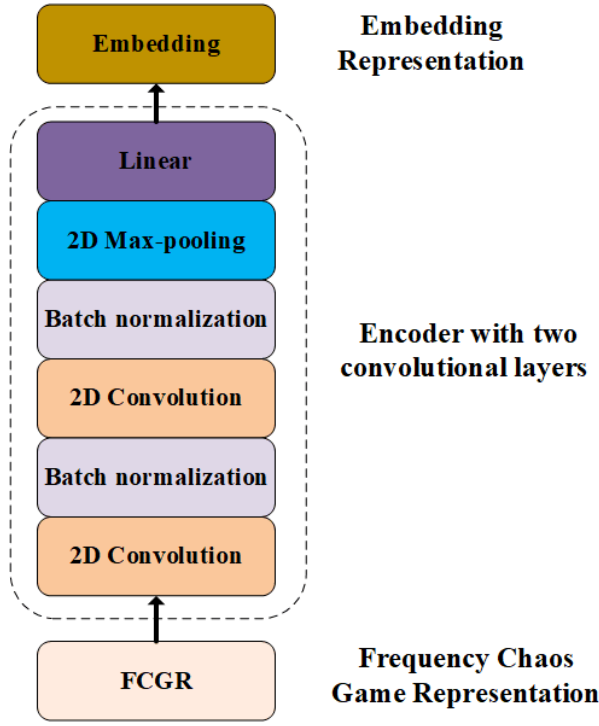 Embedding
Embedding
Representation
Linear
2D Max-pooling
Batch normalization
2D Convolution
Batch normalization
2D Convolution
Encoder with two
convolutional layers
FCGR
Frequency Chaos
Game Representation